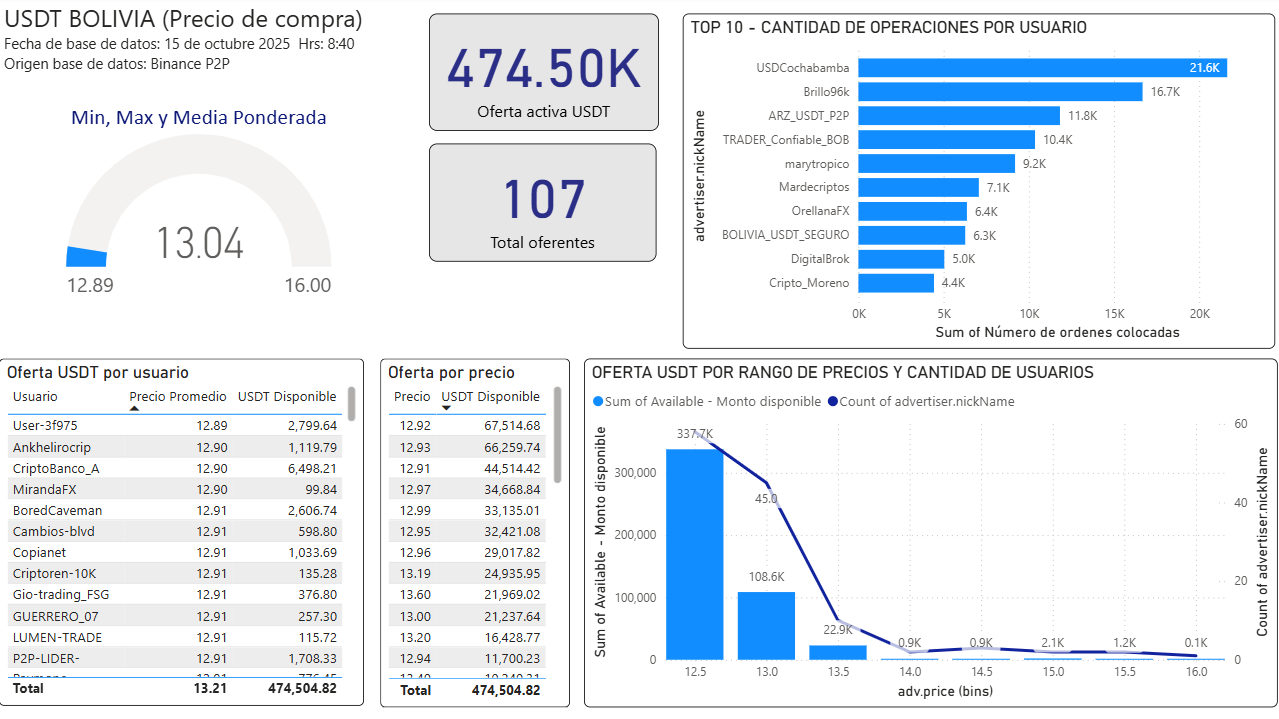 USDT BOLIVIA (Precio de compra)
Fecha de base de datos: 15 de octubre 2025  Hrs: 8:40
Origen base de datos: Binance P2P
Min, Max y Media Ponderada
13.04
12.89
16.00
474.50K
Oferta activa USDT
107
Total oferentes
TOP 10 - CANTIDAD DE OPERACIONES POR USUARIO
advertiser.nickName
USDCochabamba 21.6K
Brillo96k 16.7K
ARZ_USDT_P2P 11.8K
TRADER_Confiable_BOB 10.4K
marytropico 9.2K
Mardecriptos 7.1K
OrellanaFX 6.4K
BOLIVIA_USDT_SEGURO 6.3K
DigitalBrok 5.0K
Cripto_Moreno 4.4K
0K 5K 10K 15K 20K
Sum of Número de ordenes colocadas
Oferta USDT por usuario
Usuario Precio Promedio USDT Disponible
User-3f975 12.89 2,799.64
Ankhelirocrip 12.90 1,119.79
CriptoBanco_A 12.90 6,498.21
MirandaFX 12.90 99.84
BoredCaveman 12.91 2,606.74
Cambios-blvd 12.91 598.80
Copianet 12.91 1,033.69
Criptoren-10K 12.91 135.28
Gio-trading_FSG 12.91 376.80
GUERRERO_07 12.91 257.30
LUMEN-TRADE 12.91 115.72
P2P-LIDER- 12.91 1,708.33
Total 13.21 474,504.82
Oferta por precio
Precio USDT Disponible
12.92 67,514.68
12.93 66,259.74
12.91 44,514.42
12.97 34,668.84
12.99 33,135.01
12.95 32,421.08
12.96 29,017.82
13.19 24,935.95
13.60 21,969.02
13.00 21,237.64
13.20 16,428.77
12.94 11,700.23
Total 474,504.82
OFERTA USDT POR RANGO DE PRECIOS Y CANTIDAD DE USUARIOS
Sum of Available - Monto disponible Count of advertiser.nickName
Sum of Available - Monto disponible
300,000
200,000
100,000
0
337.7K
45.0
108.6K
22.9K
0.9K
0.9K
2.1K
1.2K
0.1K
60
40
20
0
Count of advertiser.nickName
12.5 13.0 13.5 14.0 14.5 15.0 15.5 16.0
adv.price (bins)